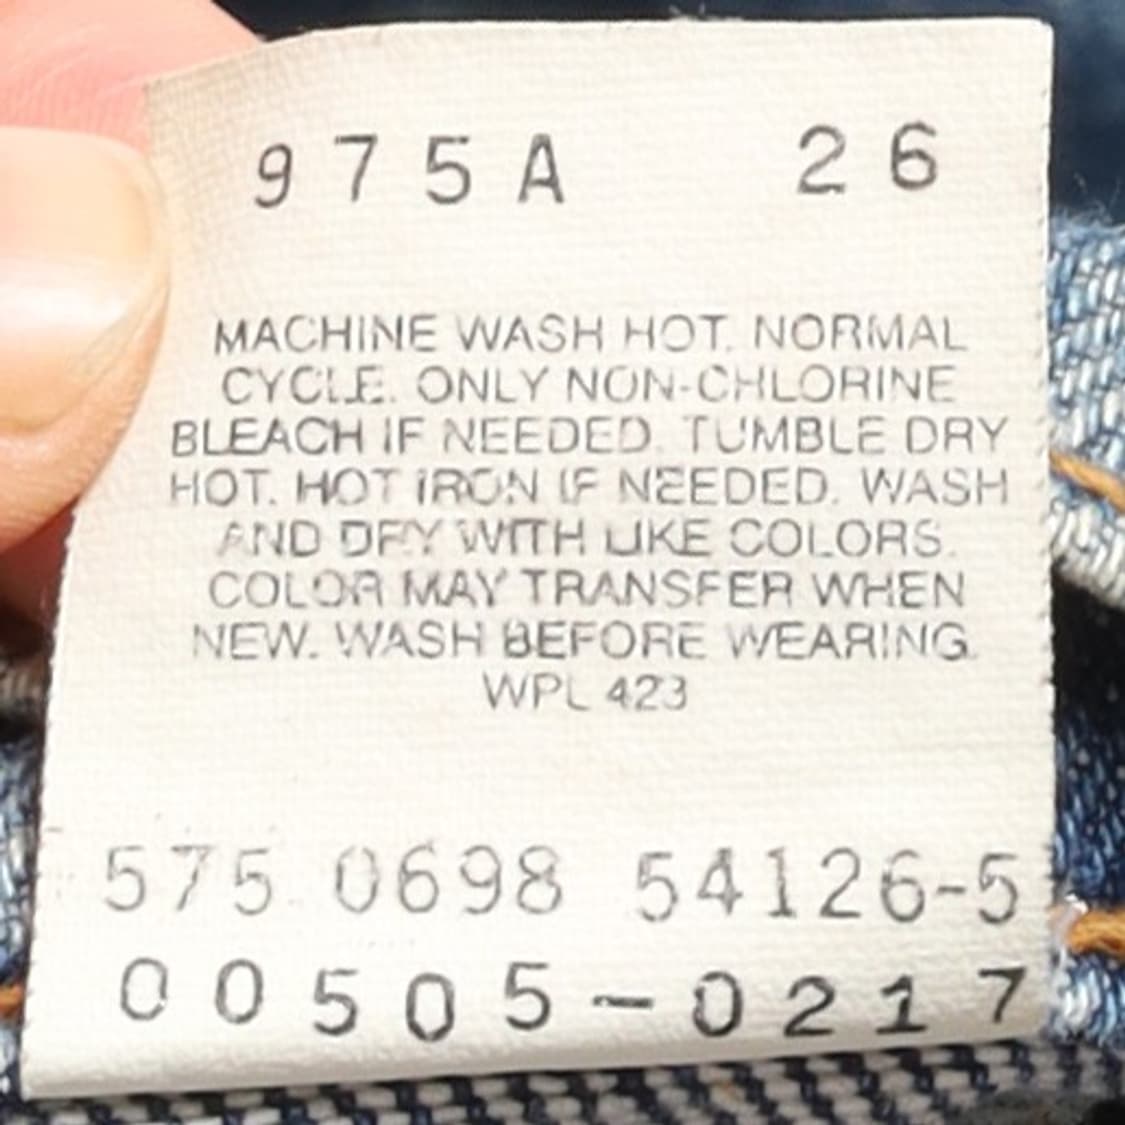 975A 26
MACHINE WASH HOT. NORMAL
CYCLE. ONLY NON-CHLORINE
BLEACH IF NEEDED. TUMBLE DRY
HOT. HOT IRON IF NEEDED. WASH
AND DRY WITH LIKE COLORS.
COLOR MAY TRANSFER WHEN
NEW. WASH BEFORE WEARING.
WPL 423
575 0698 54126-5
00505-0217